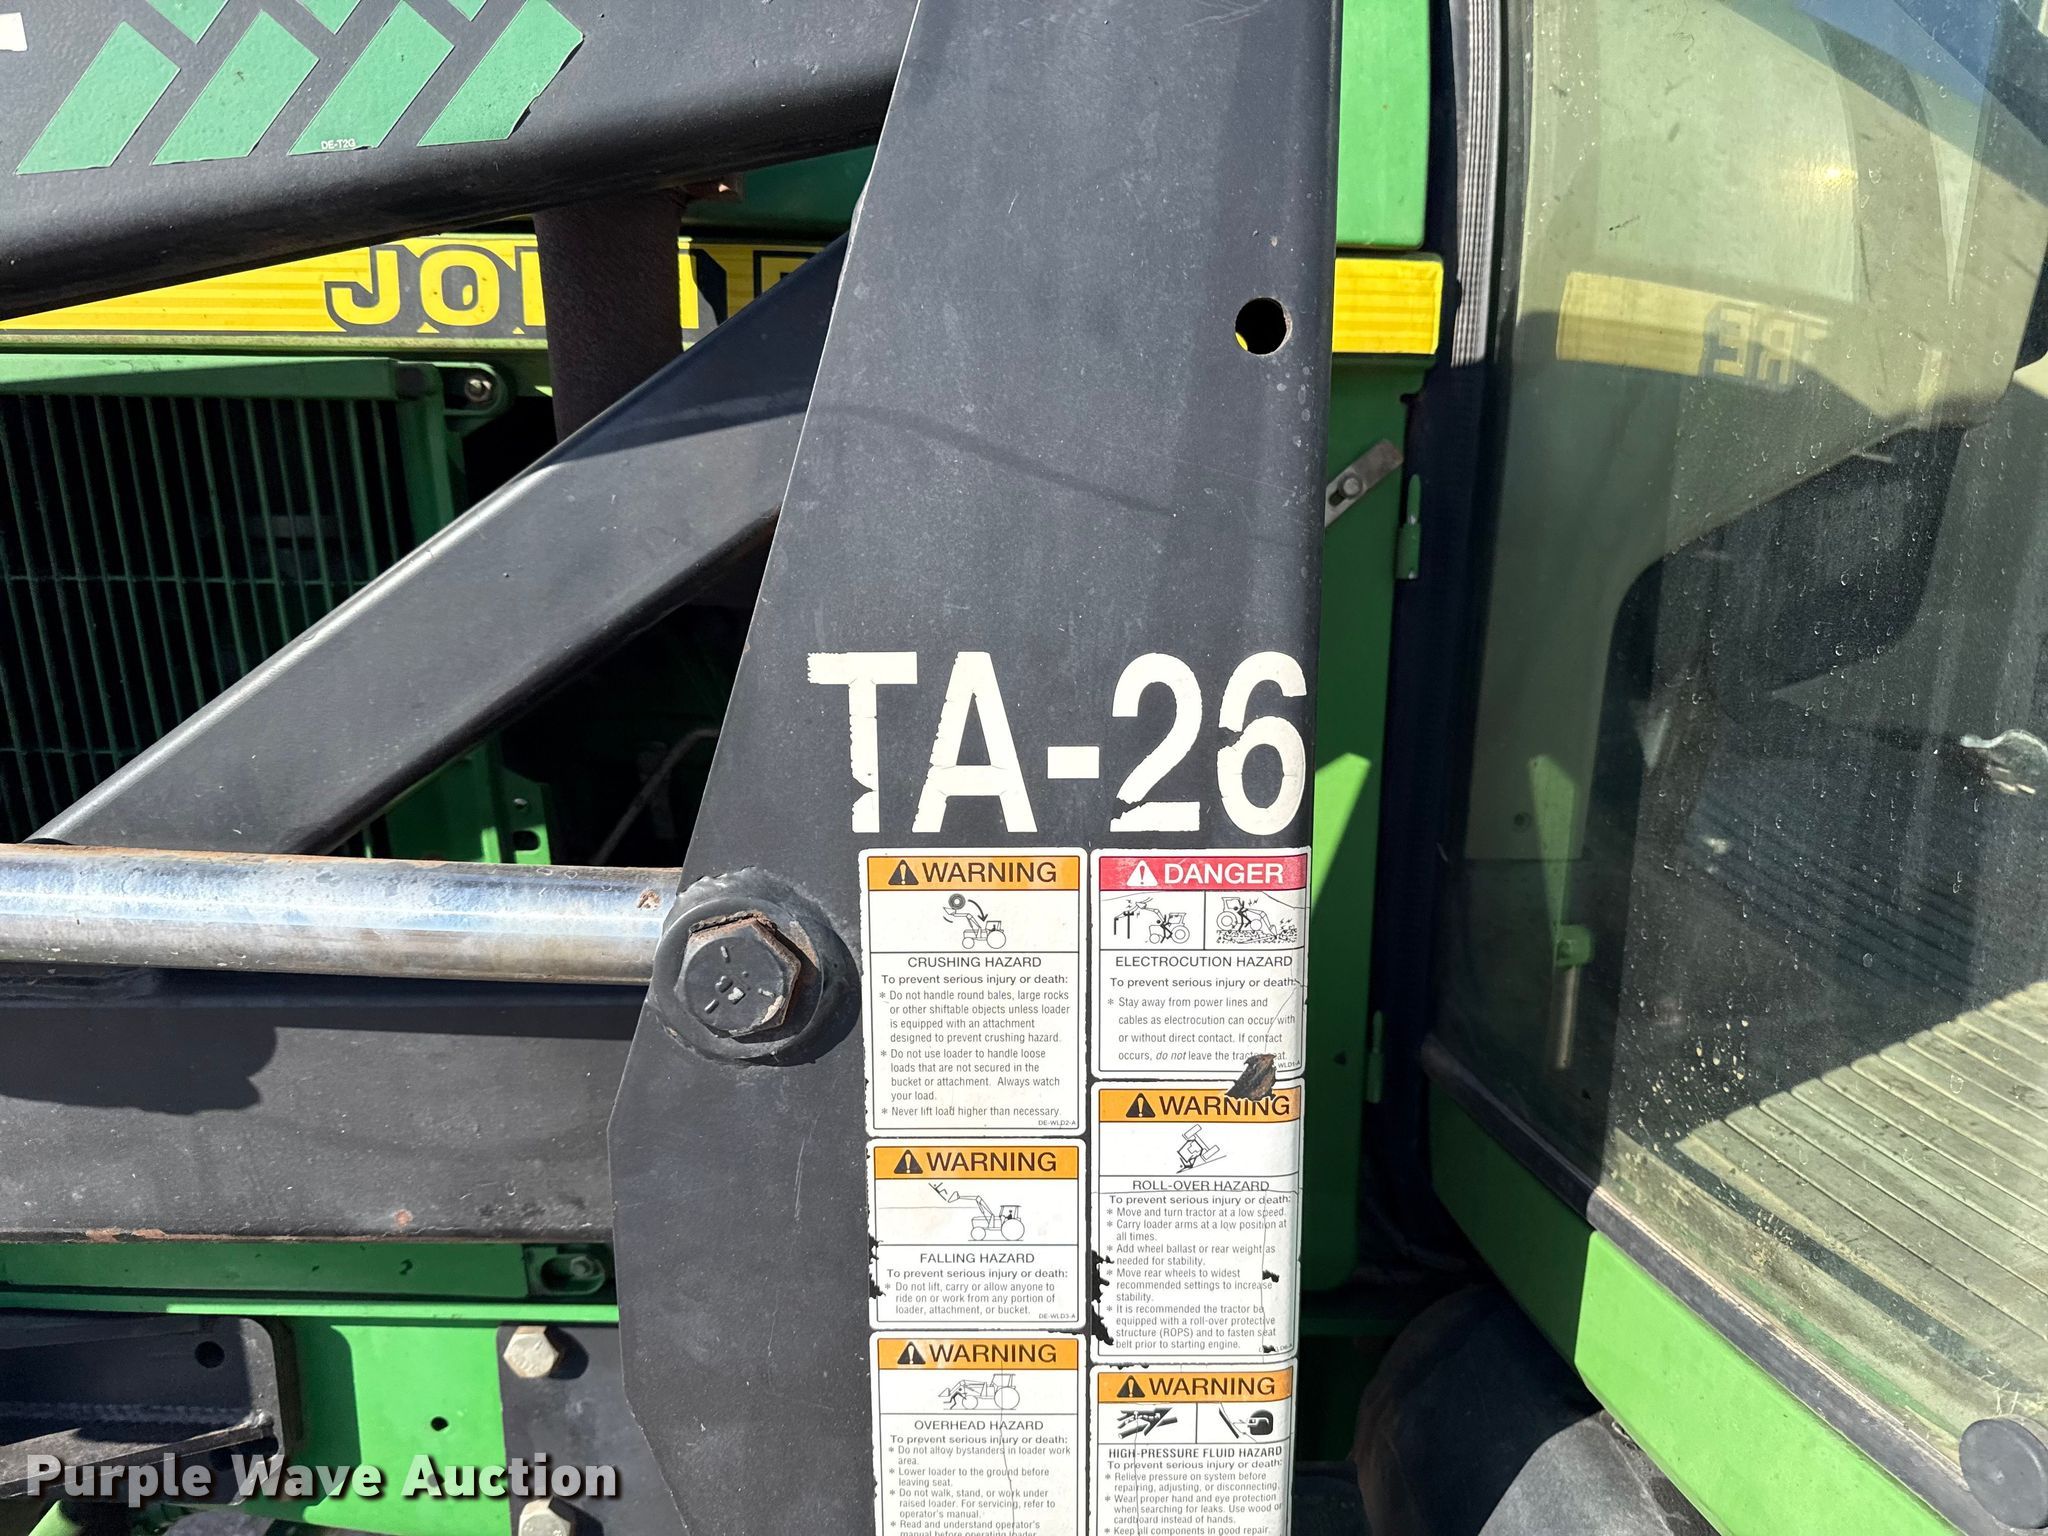 DE-T2G
JO
TA-26
WARNING
CRUSHING HAZARD
To prevent serious injury or death:
* Do not handle round bales, large rocks
or other shiftable objects unless loader
is equipped with an attachment
designed to prevent crushing hazard.
* Do not use loader to handle loose
loads that are not secured in the
bucket or attachment. Always watch
your load.
* Never lift load higher than necessary.
DE-WLD2-A
WARNING
FALLING HAZARD
To prevent serious injury or death:
* Do not lift, carry or allow anyone to
ride on or work from any portion of
loader, attachment, or bucket.
DE-WLD3-A
WARNING
OVERHEAD HAZARD
To prevent serious injury or death:
* Do not allow bystanders in loader work
area.
* Lower loader to the ground before
leaving seat.
* Do not walk, stand, or work under
raised loader. For servicing, refer to
operator's manual.
* Read and understand operator's
manual before operating loader
DANGER
ELECTROCUTION HAZARD
To prevent serious injury or death:
* Stay away from power lines and
cables as electrocution can occur with
or without direct contact. If contact
occurs, do not leave the
WLD1-A
WARNING
ROLL-OVER HAZARD
To prevent serious injury or death:
* Move and turn tractor at a low speed.
* Carry loader arms at a low position at
all times.
* Add wheel ballast or rear weight as
needed for stability.
* Move rear wheels to widest
recommended settings to increase
stability.
* It is recommended the tractor be
equipped with a roll-over protective
structure (ROPS) and to fasten seat
belt prior to starting engine.
WARNING
HIGH-PRESSURE FLUID HAZARD
To prevent serious injury or death:
* Relieve pressure on system before
repairing, adjusting, or disconnecting.
* Wear proper hand and eye protection
when searching for leaks. Use wood or
cardboard instead of hands.
* Keep all components in good repair.
Purple Wave Auction